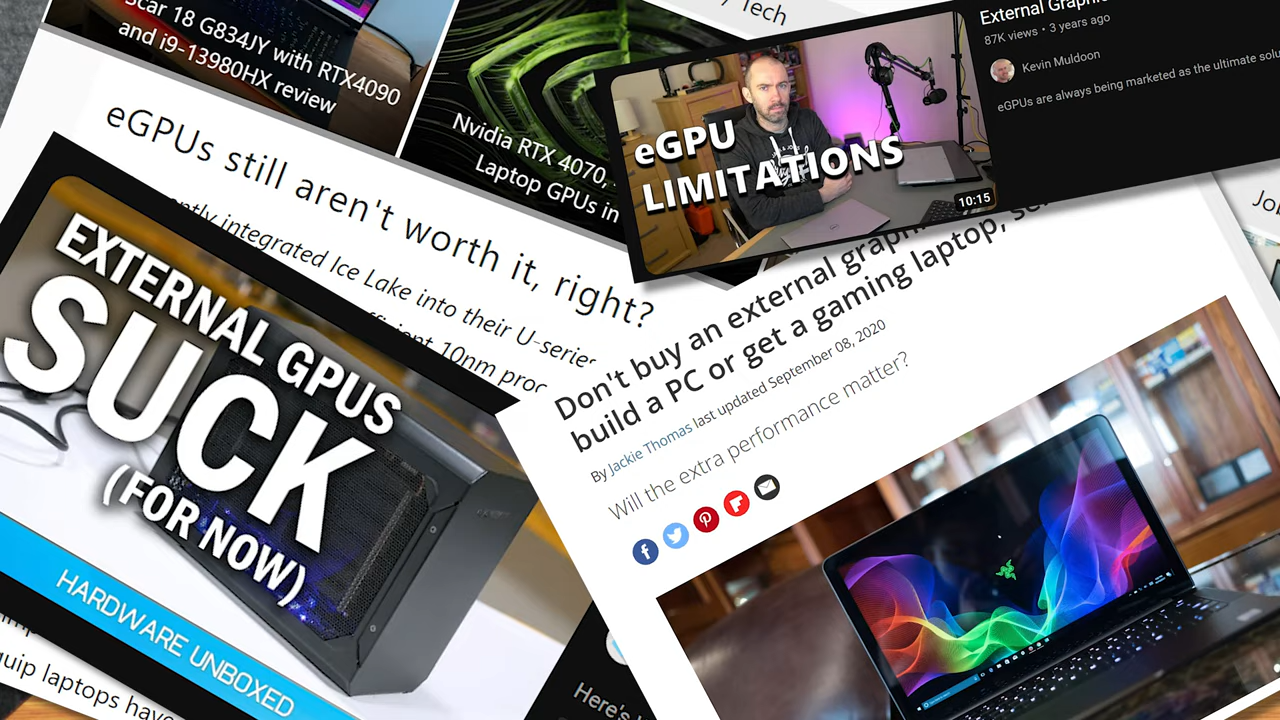 Scar 18 G834JY with RTX4090
and i9-13980HX review
Nvidia RTX 4070,
Laptop GPUs in
Tech
External
87K views • 3 years ago
Kevin Muldoon
eGPUs are always being marketed as the ultimate
eGPU
LIMITATIONS
10:15
eGPUs still aren't worth it, right?
integrated Ice Lake into their U-series
10nm
EXTERNAL GPUS
SUCK
(FOR NOW)
HARDWARE UNBOXED
laptops have
Here's
Don't buy an external
build a PC or get a gaming laptop,
By Jackie Thomas last updated September 08, 2020
Will the extra performance matter?